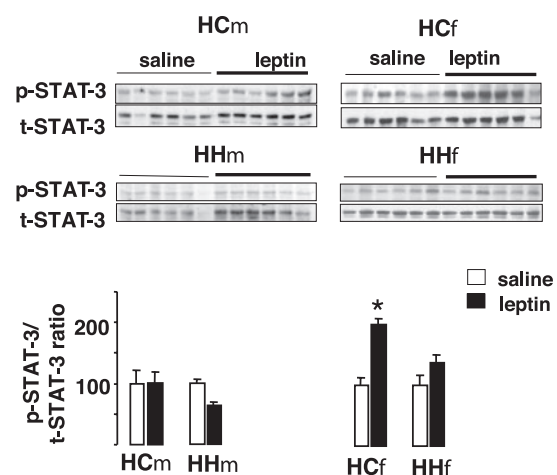 HCm HCf
saline leptin saline leptin
p-STAT-3
t-STAT-3
HHm HHf
p-STAT-3
t-STAT-3
saline
leptin
p-STAT-3/
t-STAT-3 ratio
200
100
*
HCm HHm HCf HHf